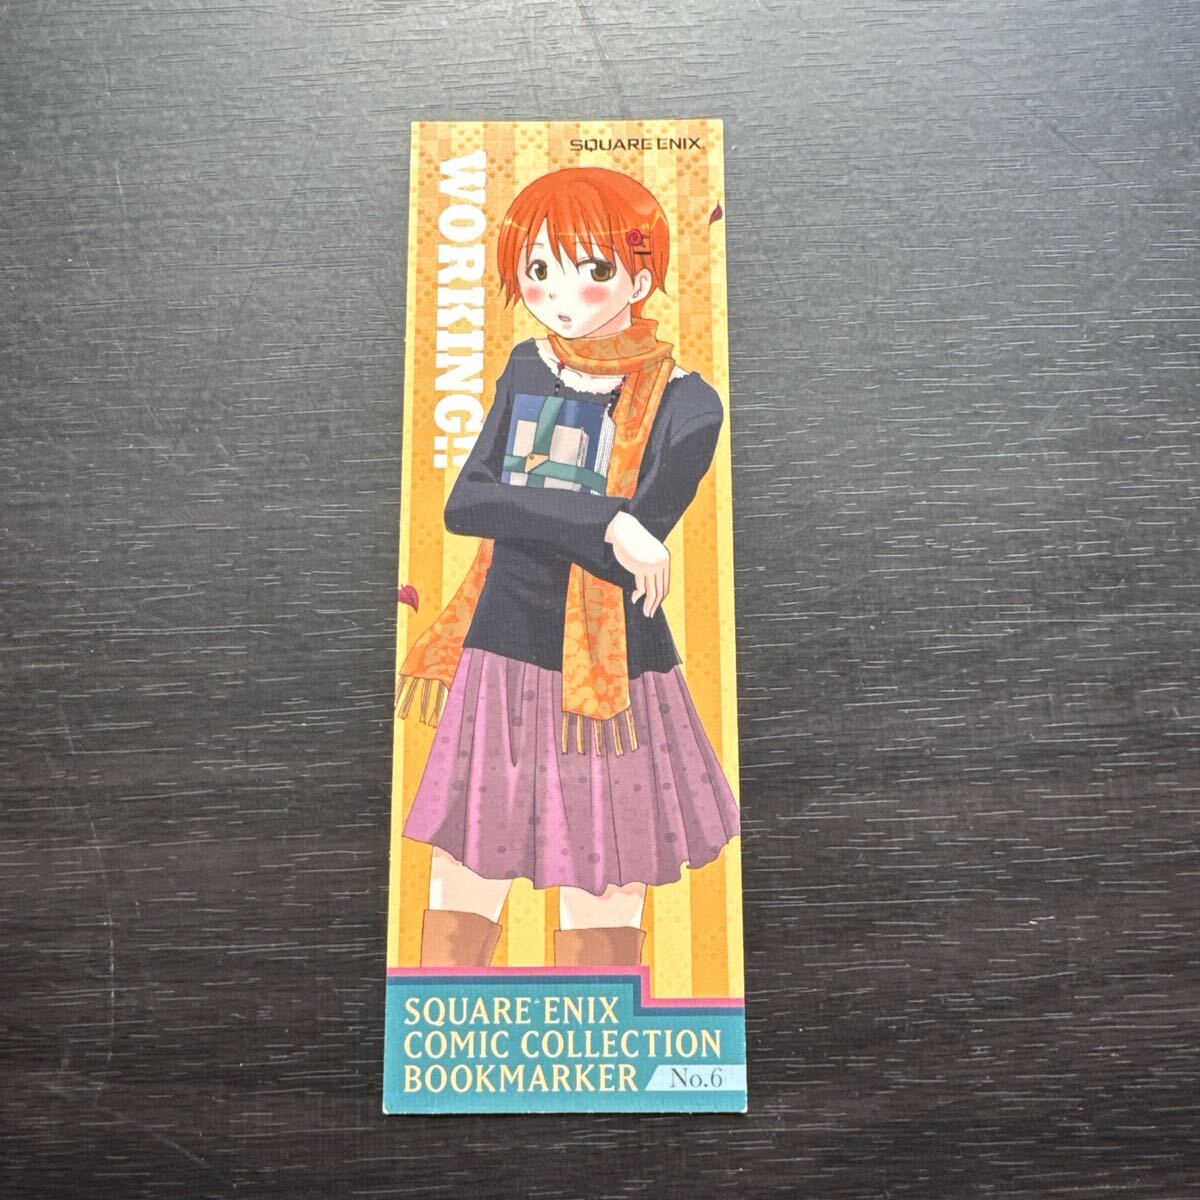 SQUARE ENIX
WORKING!!
SQUARE ENIX
COMIC COLLECTION
BOOKMARKER No.6